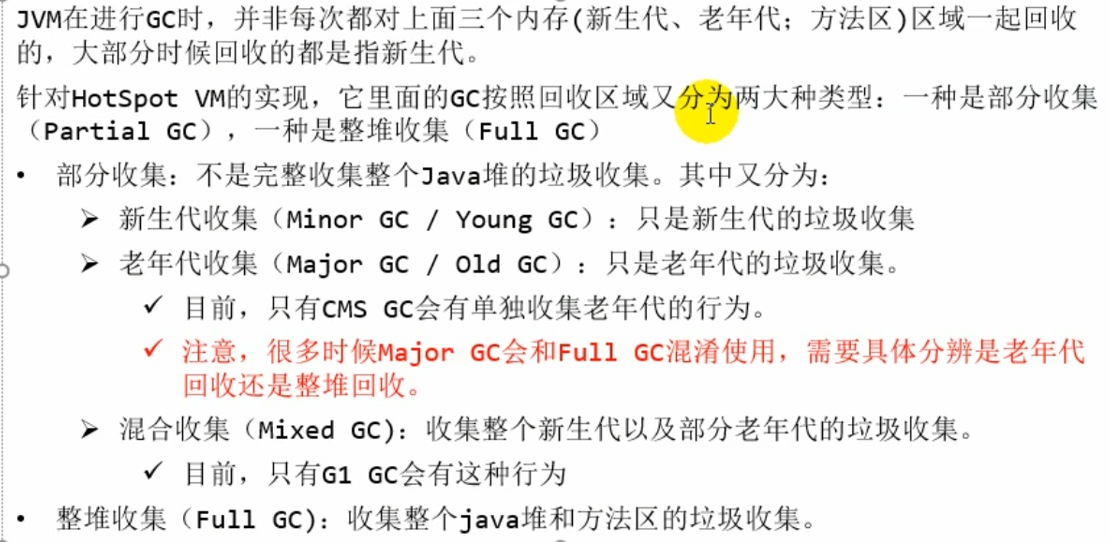 JVM在进行GC时，并非每次都对上面三个内存(新生代、老年代；方法区)区域一起回收
的，大部分时候回收的都是指新生代。
针对HotSpot VM的实现，它里面的GC按照回收区域又分为两大种类型：一种是部分收集
（Partial GC），一种是整堆收集（Full GC）
• 部分收集：不是完整收集整个Java堆的垃圾收集。其中又分为：
➢ 新生代收集（Minor GC / Young GC）：只是新生代的垃圾收集
➢ 老年代收集（Major GC / Old GC）：只是老年代的垃圾收集。
✓ 目前，只有CMS GC会有单独收集老年代的行为。
✓ 注意，很多时候Major GC会和Full GC混淆使用，需要具体分辨是老年代
回收还是整堆回收。
➢ 混合收集（Mixed GC)：收集整个新生代以及部分老年代的垃圾收集。
✓ 目前，只有G1 GC会有这种行为
• 整堆收集（Full GC)：收集整个java堆和方法区的垃圾收集。